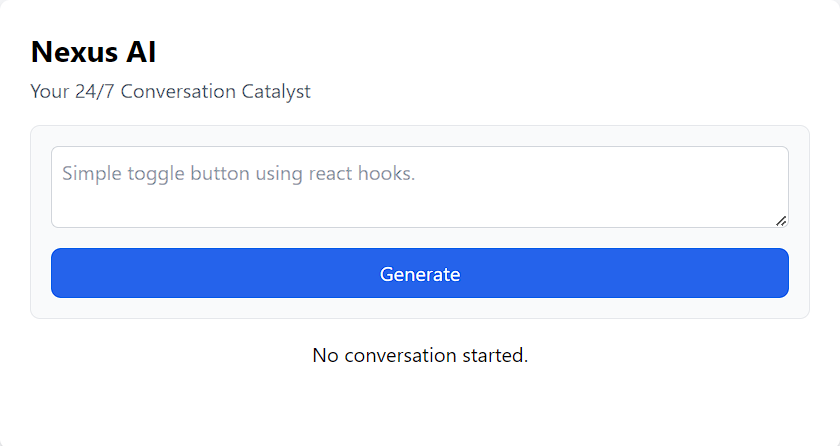 Nexus AI
Your 24/7 Conversation Catalyst
Simple toggle button using react hooks.
Generate
No conversation started.